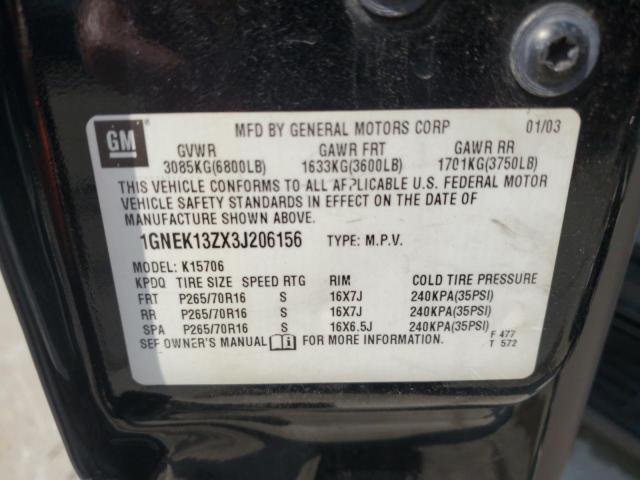 GM
MFD BY GENERAL MOTORS CORP 01/03
GVWR GAWR FRT GAWR RR
3085KG(6800LB) 1633KG(3600LB) 1701KG(3750LB)
THIS VEHICLE CONFORMS TO ALL APPLICABLE U.S. FEDERAL MOTOR
VEHICLE SAFETY STANDARDS IN EFFECT ON THE DATE OF
MANUFACTURE SHOWN ABOVE.
1GNEK13ZX3J206156 TYPE: M.P.V.
MODEL: K15706
KPDQ TIRE SIZE SPEED RTG RIM COLD TIRE PRESSURE
FRT P265/70R16 S 16X7J 240KPA(35PSI)
RR P265/70R16 S 16X7J 240KPA(35PSI)
SPA P265/70R16 S 16X6.5J 240KPA(35PSI)
SEE OWNER'S MANUAL FOR MORE INFORMATION.
F 477
T 572